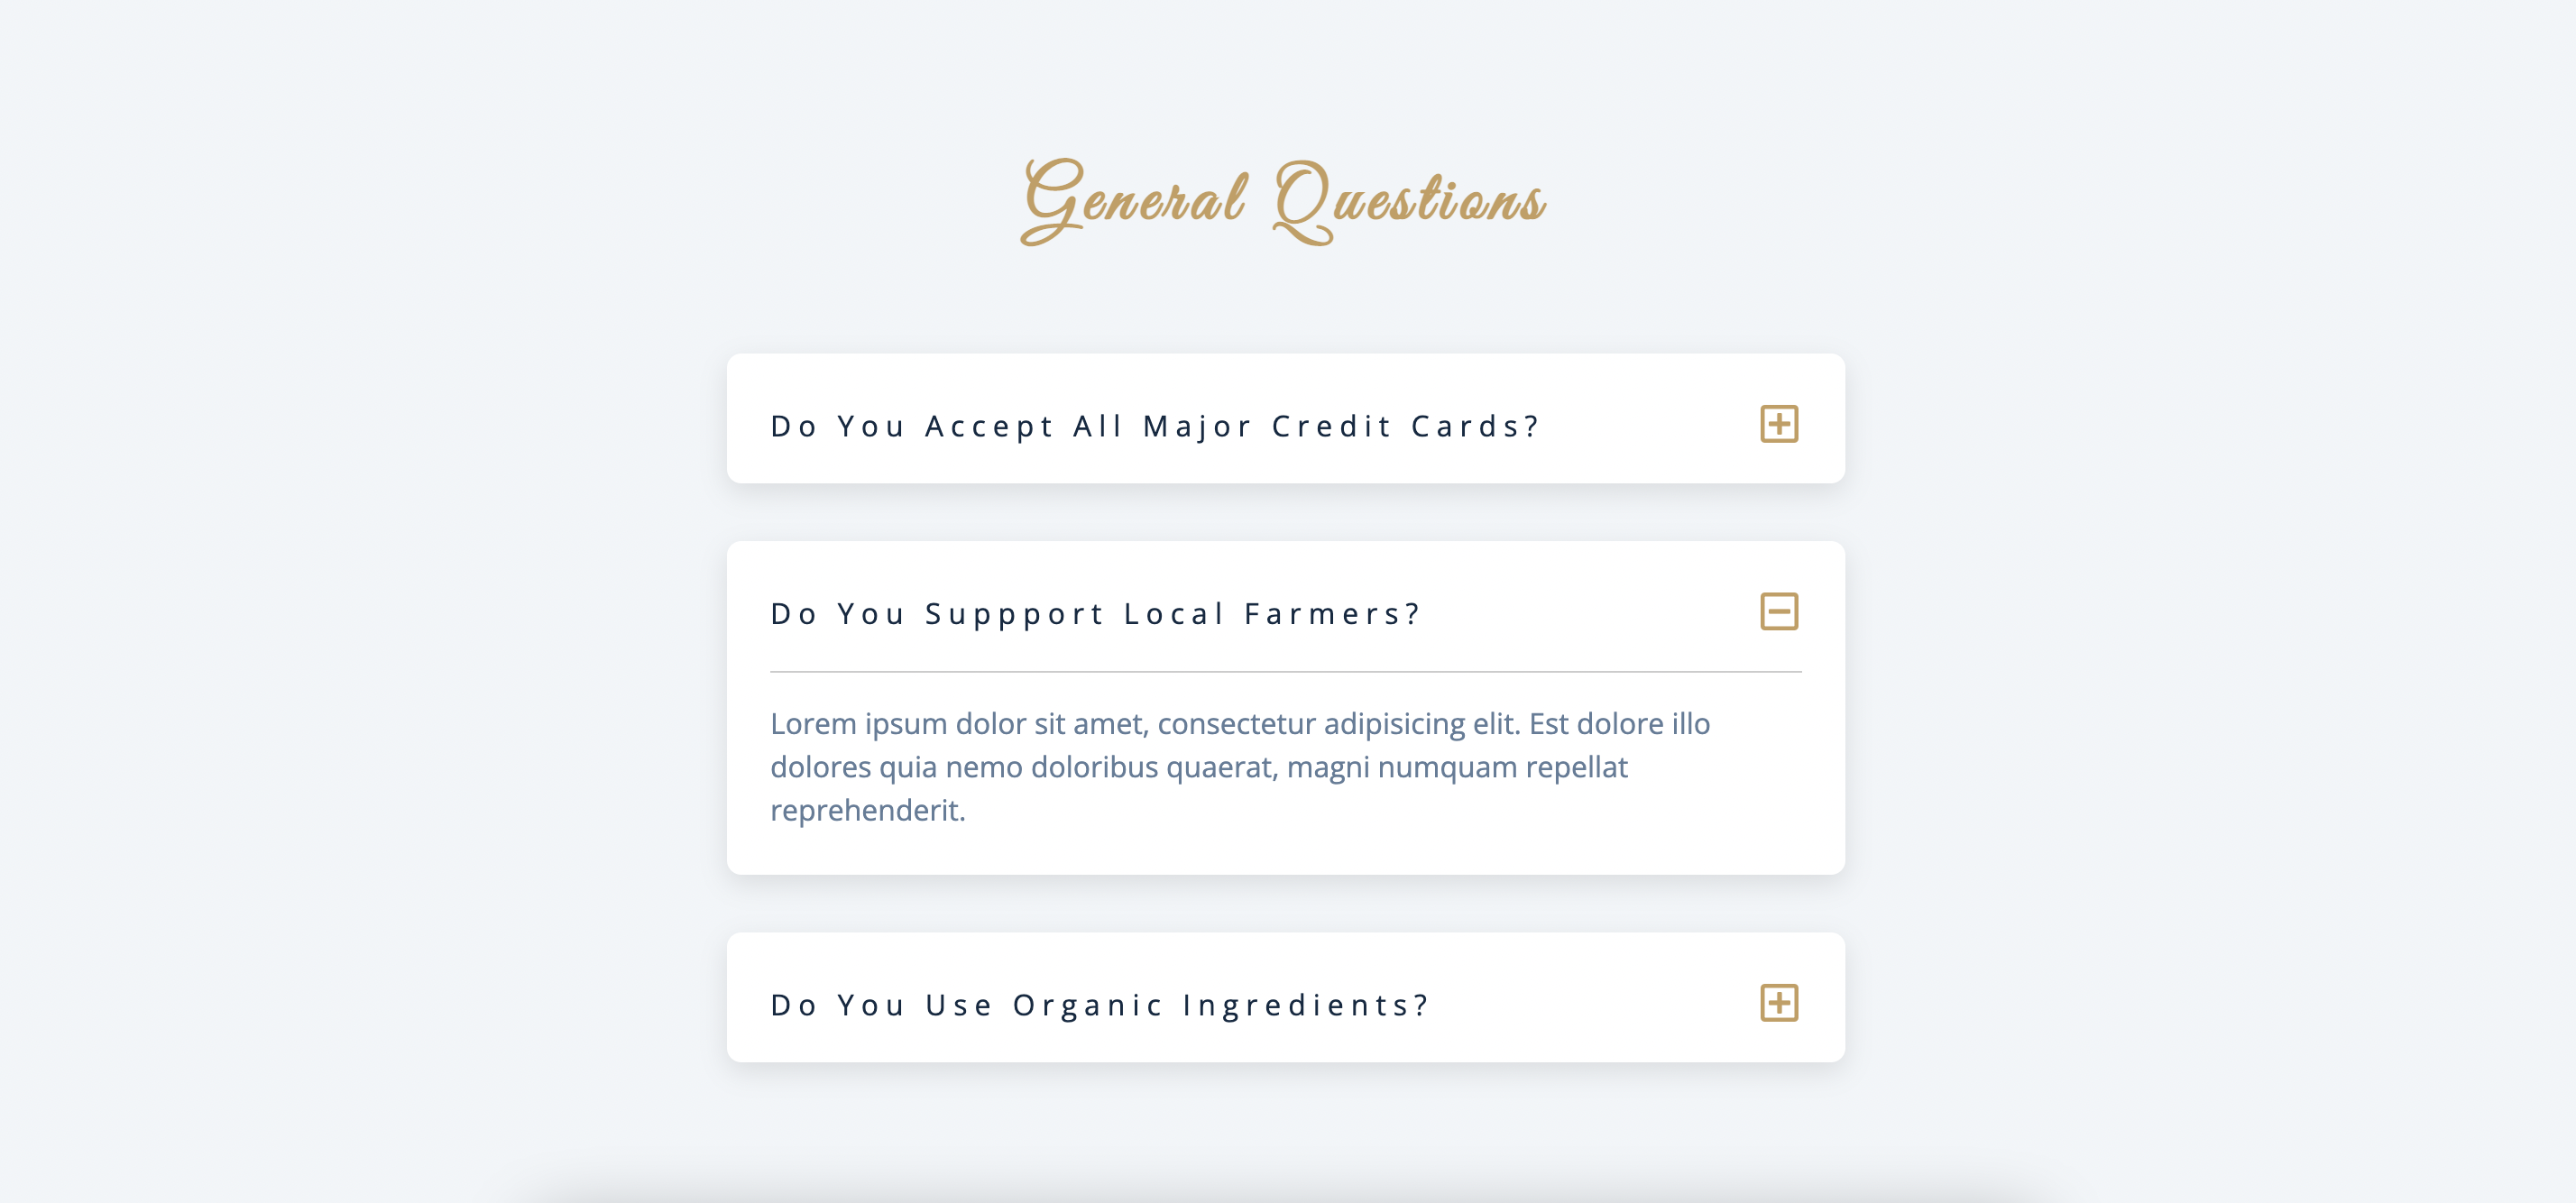 General Questions
Do You Accept All Major Credit Cards?
Do You Suppport Local Farmers?
Lorem ipsum dolor sit amet, consectetur adipisicing elit. Est dolore illo
dolores quia nemo doloribus quaerat, magni numquam repellat
reprehenderit.
Do You Use Organic Ingredients?